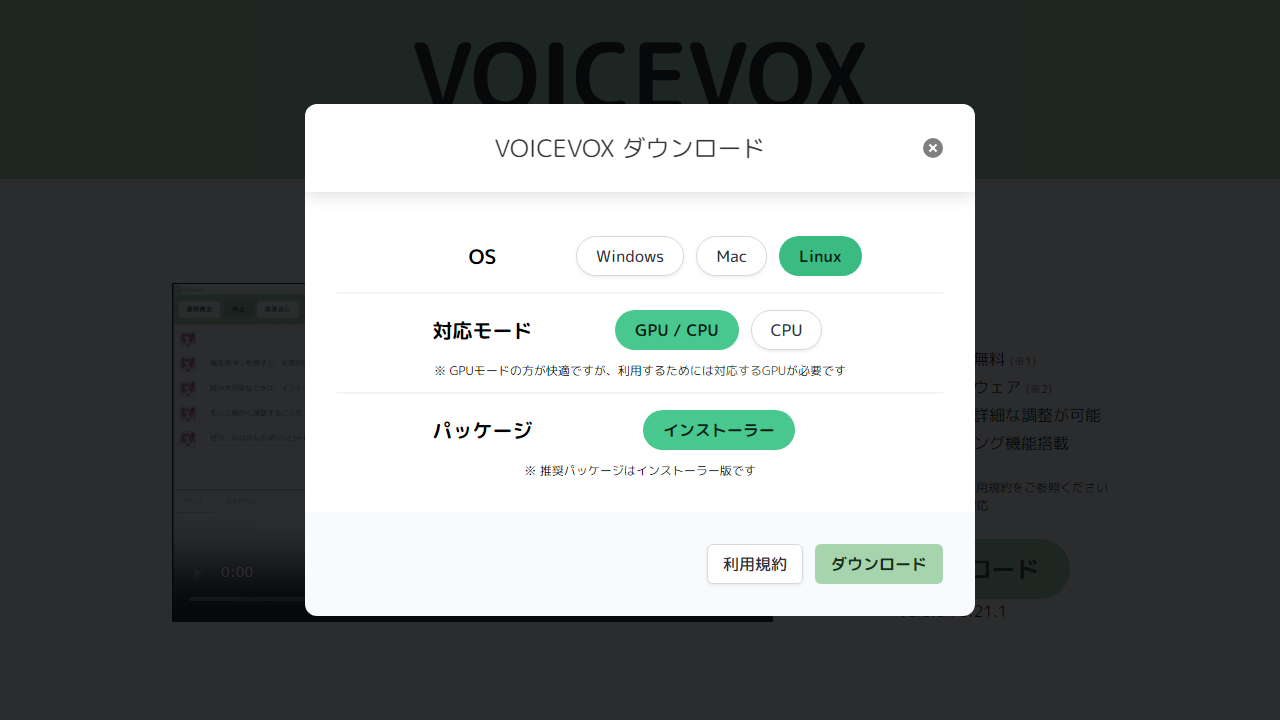 VOICEVOX
VOICEVOX ダウンロード
OS
Windows
Mac
Linux
対応モード
GPU / CPU
CPU
※ GPUモードの方が快適ですが、利用するためには対応するGPUが必要です
パッケージ
インストーラー
※ 推奨パッケージはインストーラー版です
利用規約
ダウンロード
無料 (※1)
ウェア (※2)
詳細な調整が可能
ング機能搭載
用規約をご参照ください
応
ロード
.21.1
0:00